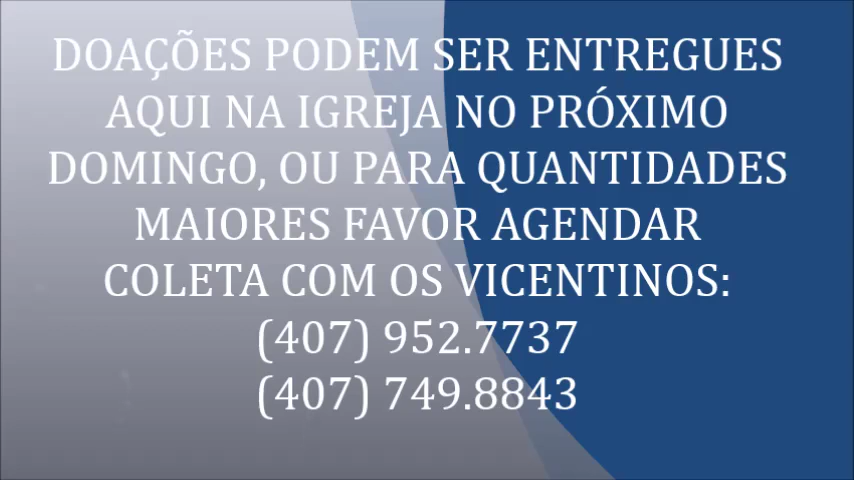 DOAÇÕES PODEM SER ENTREGUES
AQUI NA IGREJA NO PRÓXIMO
DOMINGO, OU PARA QUANTIDADES
MAIORES FAVOR AGENDAR
COLETA COM OS VICENTINOS:
(407) 952.7737
(407) 749.8843